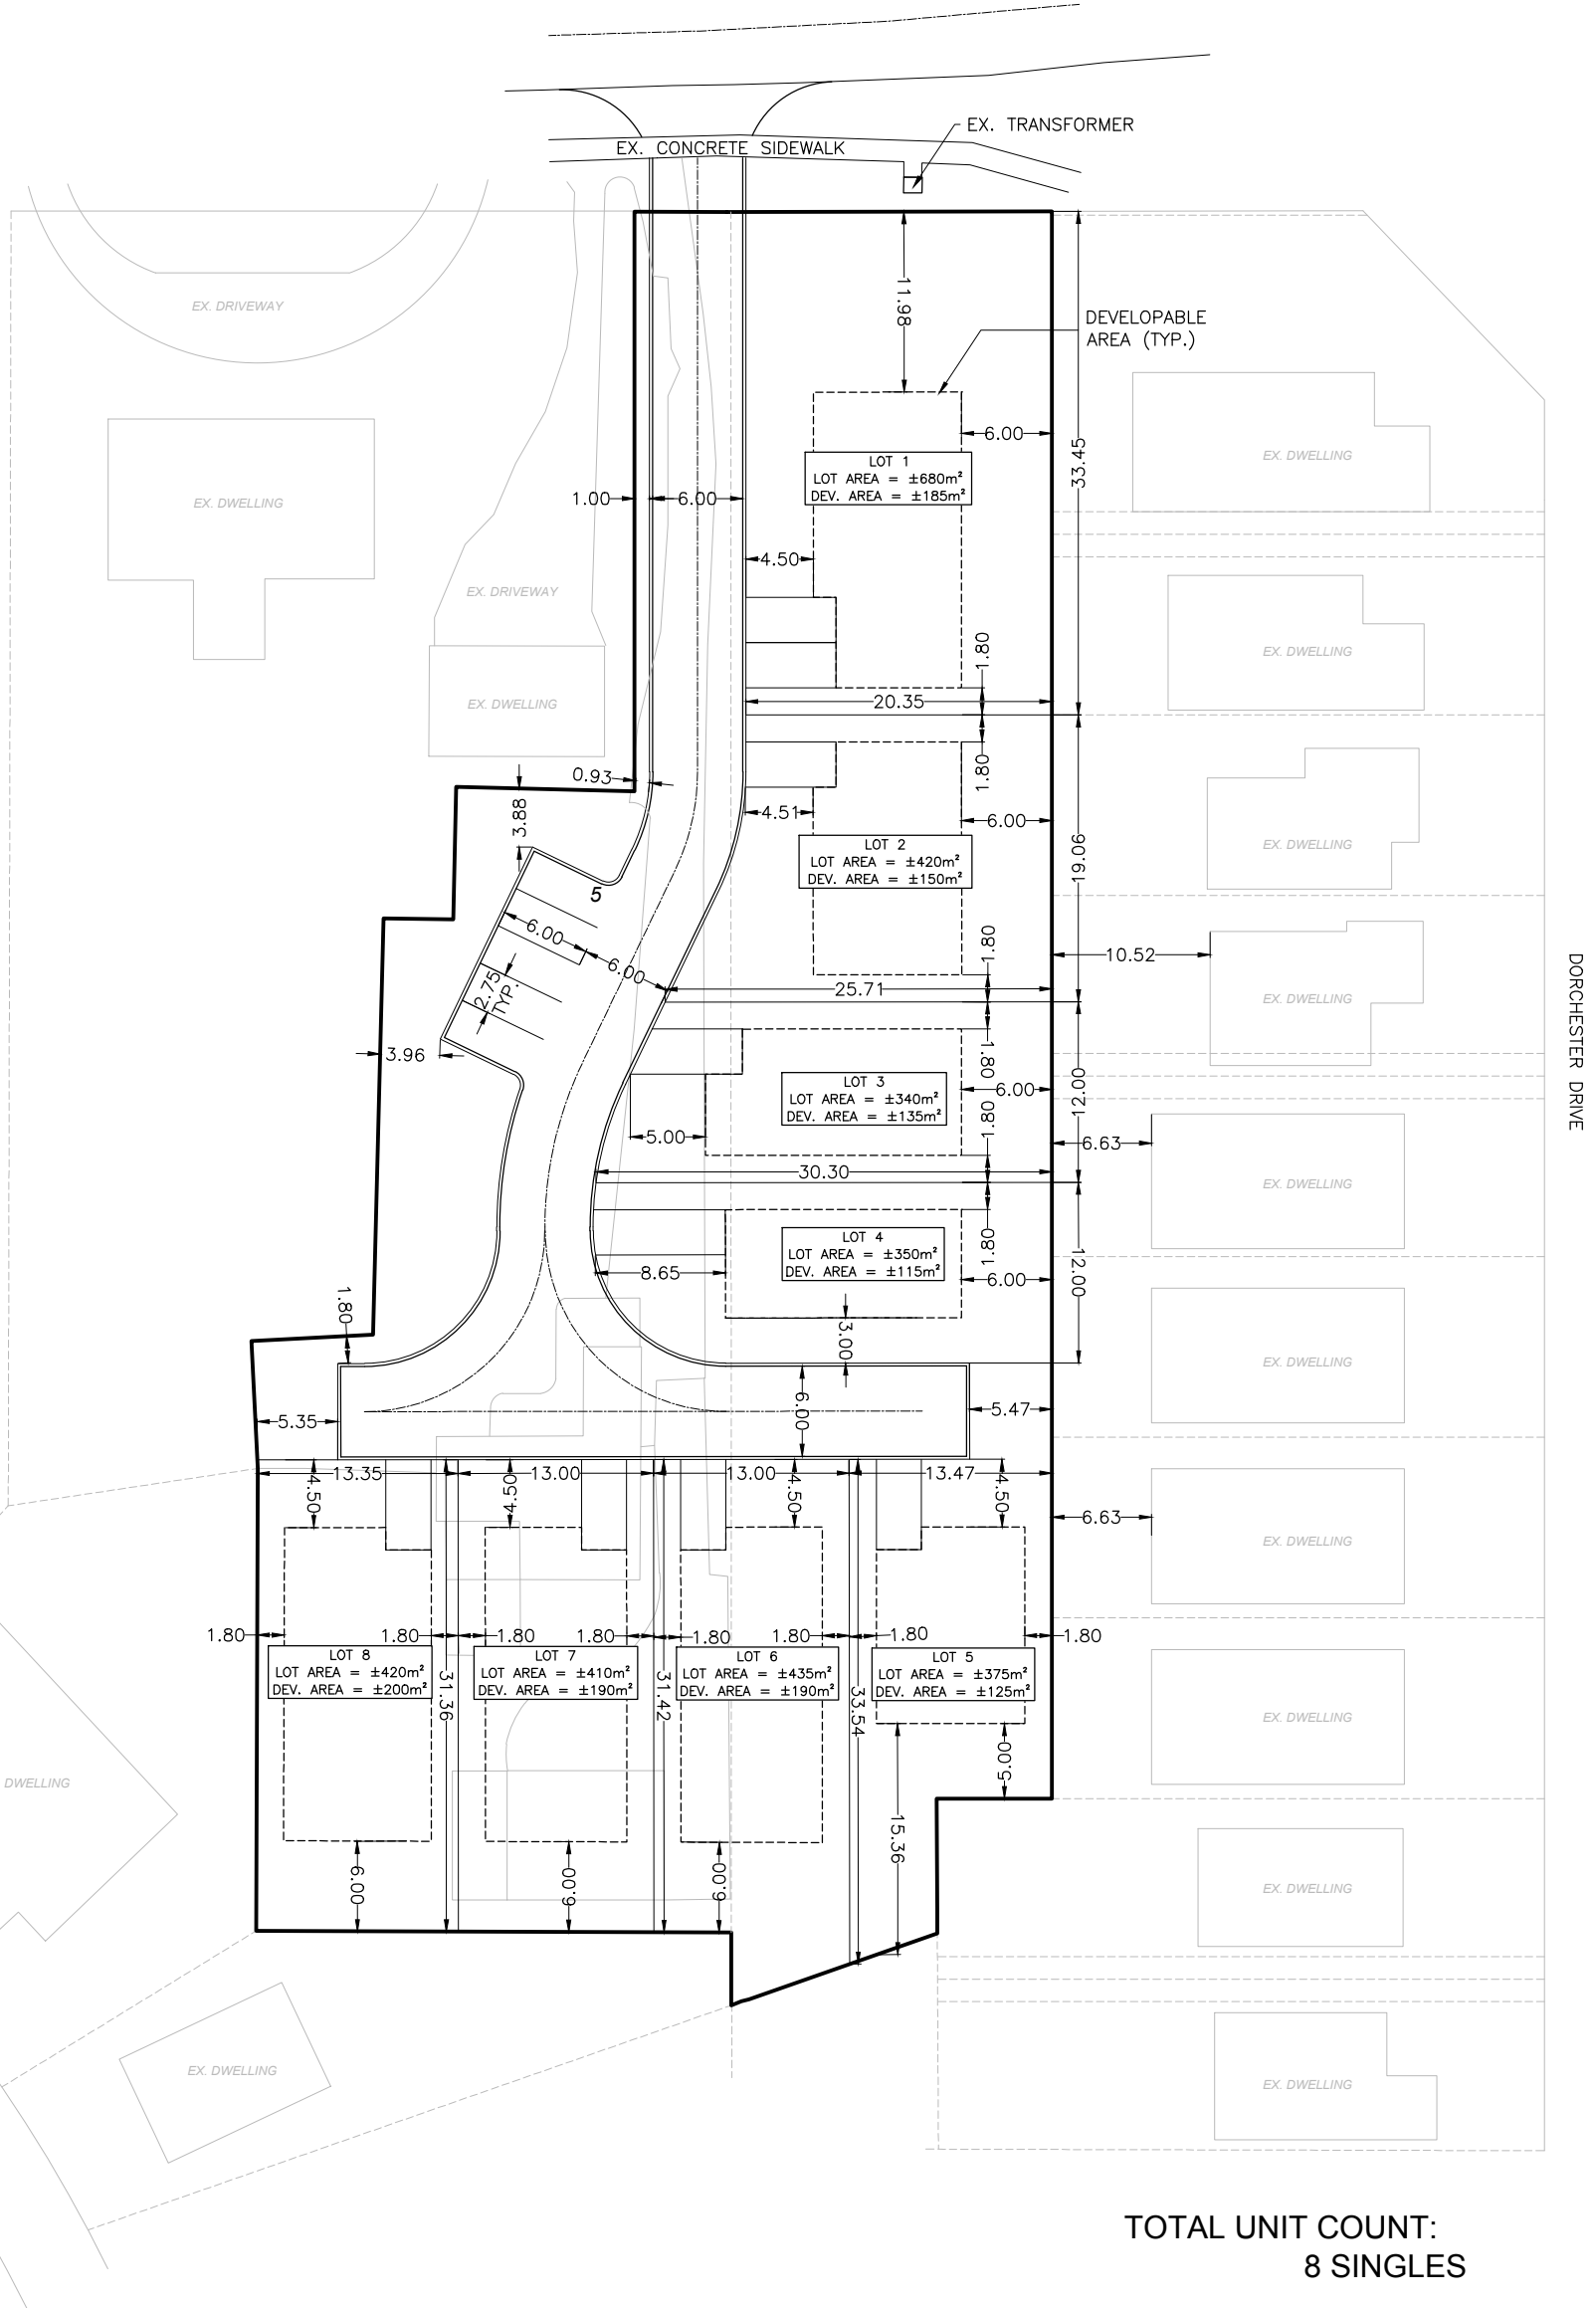 EX. TRANSFORMER
EX. CONCRETE SIDEWALK
EX. DRIVEWAY
11.98
DEVELOPABLE
AREA (TYP.)
6.00
33.45
EX. DWELLING
LOT 1
LOT AREA = ±680m²
DEV. AREA = ±185m²
EX. DWELLING
1.00
6.00
4.50
EX. DRIVEWAY
1.80
EX. DWELLING
20.35
EX. DWELLING
1.80
0.93
3.88
4.51
6.00
19.06
LOT 2
LOT AREA = ±420m²
DEV. AREA = ±150m²
EX. DWELLING
5
6.00
6.00
1.80
10.52
2.75
TYP.
25.71
EX. DWELLING
DORCHESTER DRIVE
3.96
1.80
LOT 3
LOT AREA = ±340m²
DEV. AREA = ±135m²
6.00
12.00
1.80
5.00
6.63
30.30
EX. DWELLING
1.80
LOT 4
LOT AREA = ±350m²
DEV. AREA = ±115m²
8.65
6.00
12.00
1.80
3.00
EX. DWELLING
5.35
6.00
5.47
13.35
13.00
13.00
13.47
4.50
4.50
4.50
4.50
6.63
EX. DWELLING
1.80
1.80
1.80
1.80
1.80
1.80
1.80
1.80
LOT 8
LOT AREA = ±420m²
DEV. AREA = ±200m²
LOT 7
LOT AREA = ±410m²
DEV. AREA = ±190m²
LOT 6
LOT AREA = ±435m²
DEV. AREA = ±190m²
LOT 5
LOT AREA = ±375m²
DEV. AREA = ±125m²
31.36
31.42
33.54
EX. DWELLING
5.00
DWELLING
15.36
6.00
6.00
6.00
EX. DWELLING
EX. DWELLING
EX. DWELLING
TOTAL UNIT COUNT:
8 SINGLES